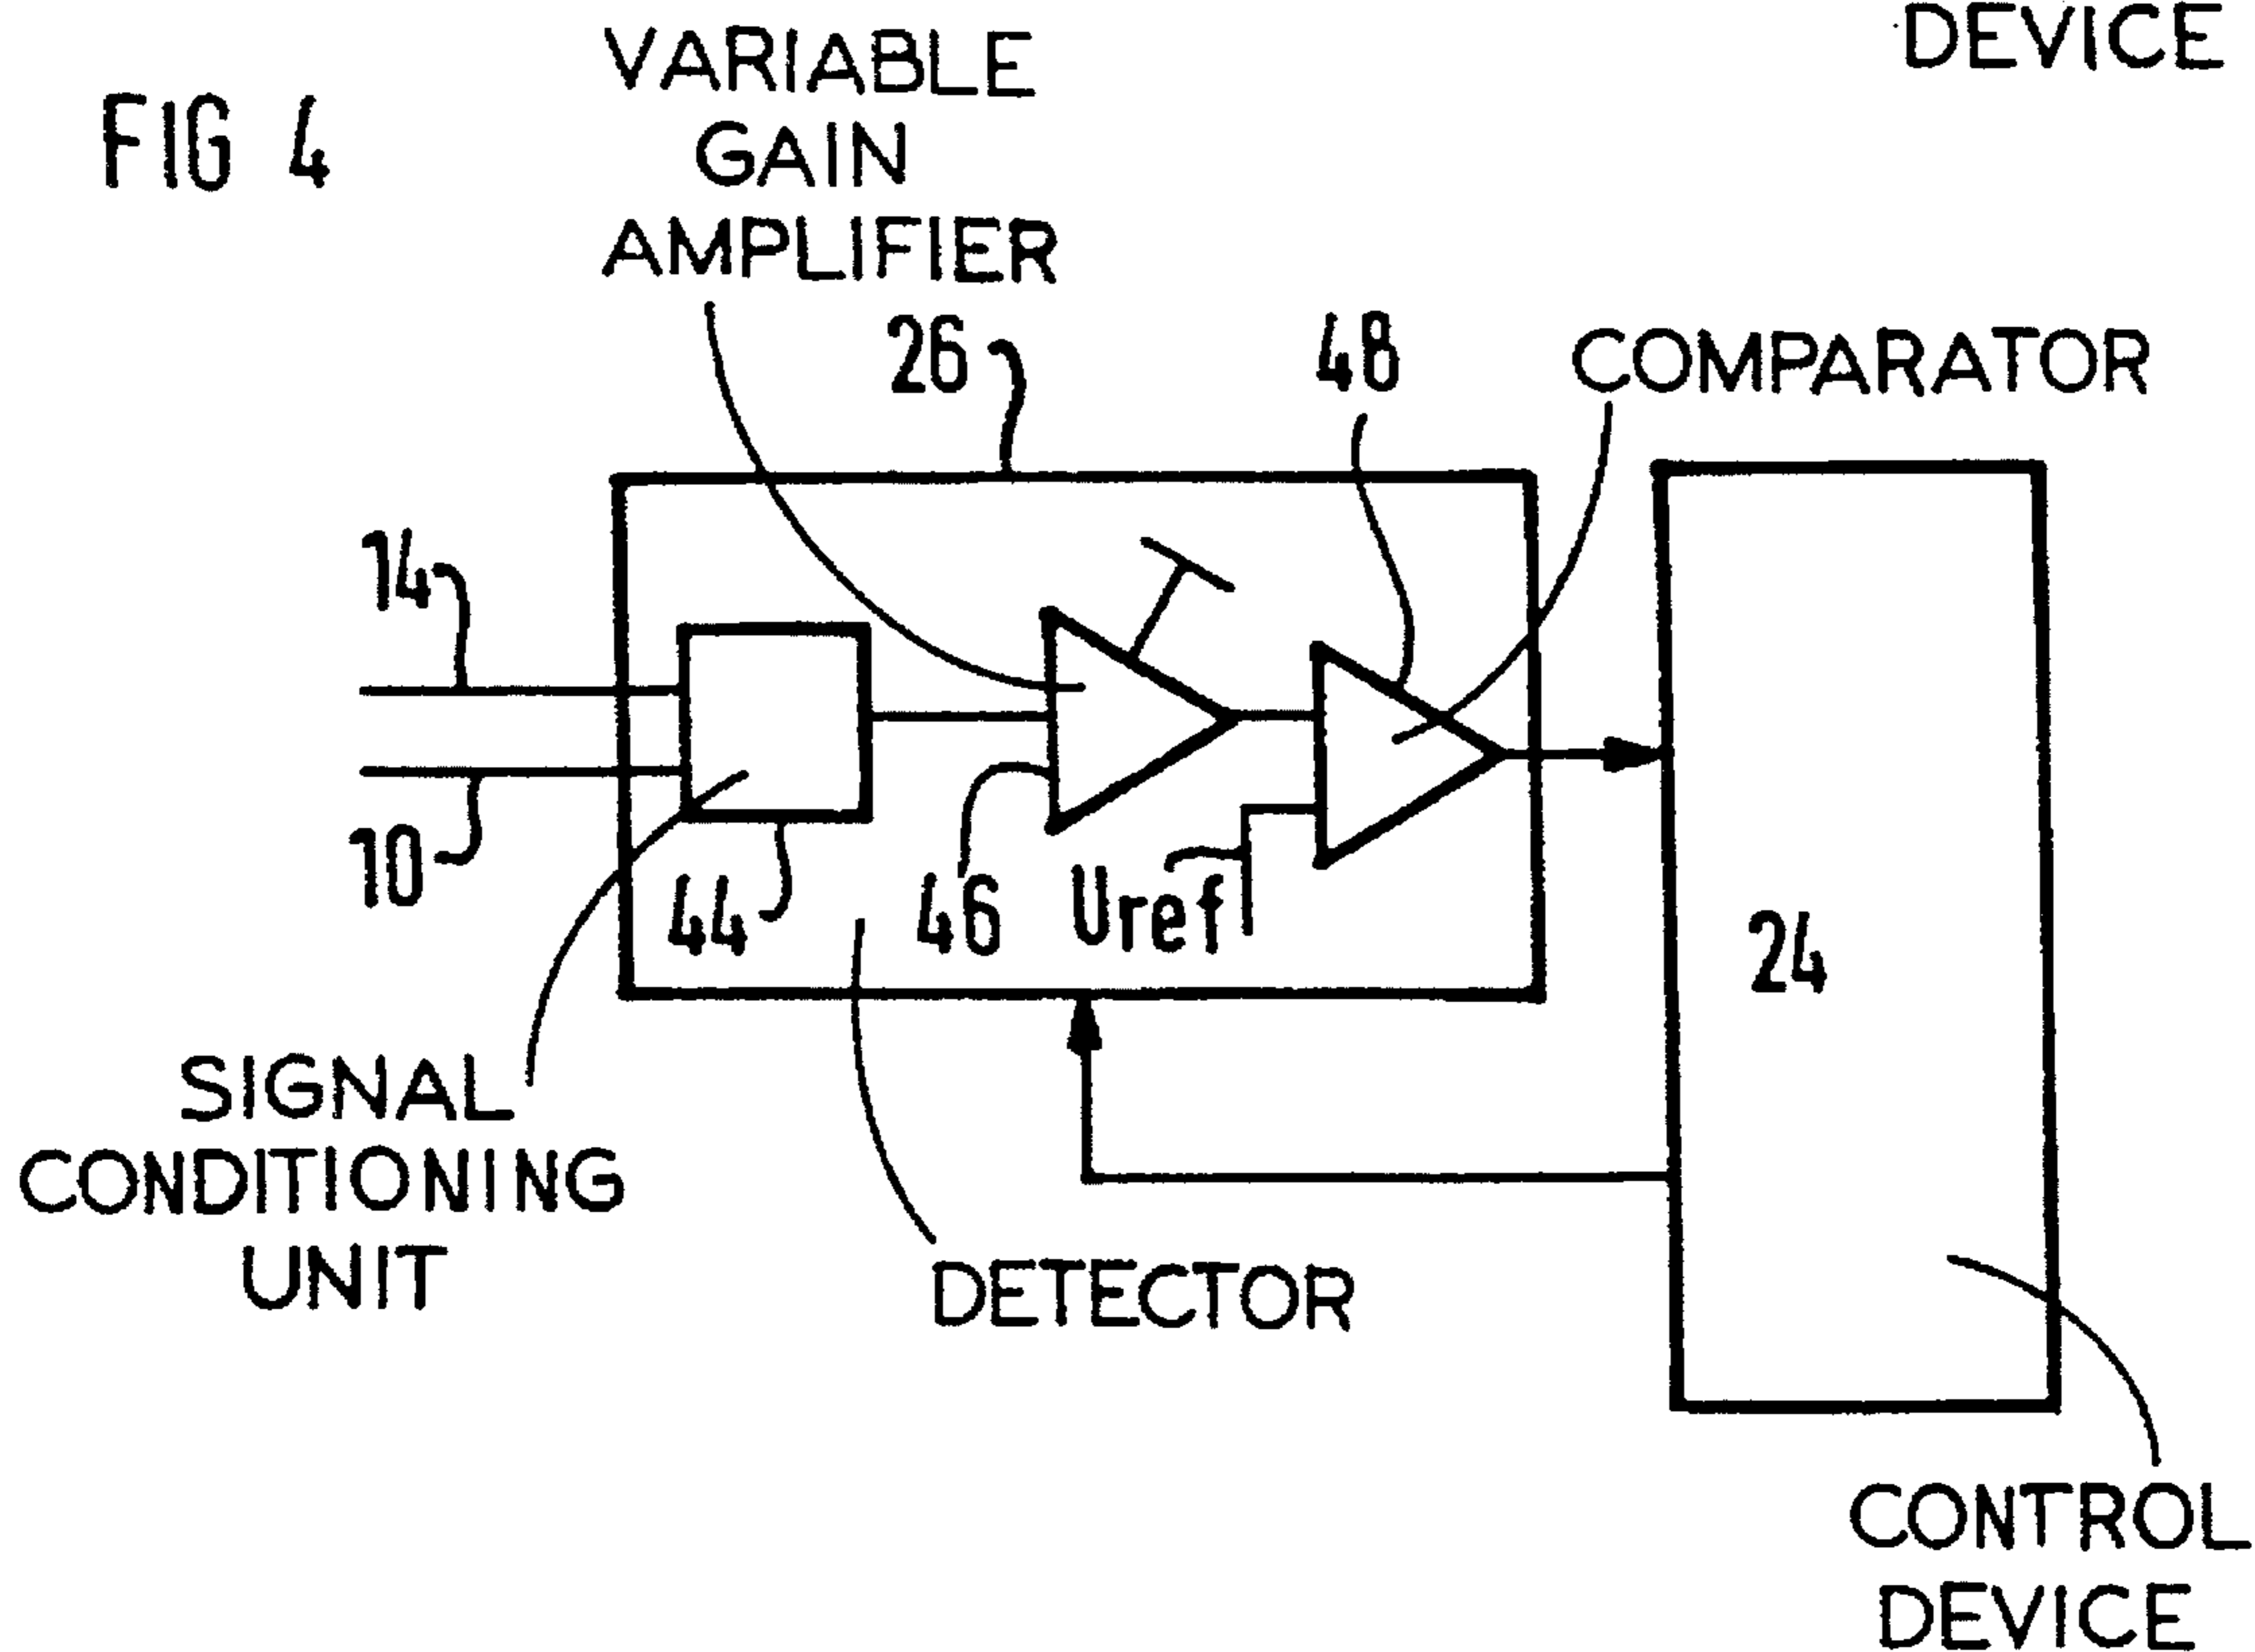 DEVICE
FIG 4
VARIABLE
GAIN
AMPLIFIER
26
48
COMPARATOR
14
10
44
46
Uref
24
SIGNAL
CONDITIONING
UNIT
DETECTOR
CONTROL
DEVICE